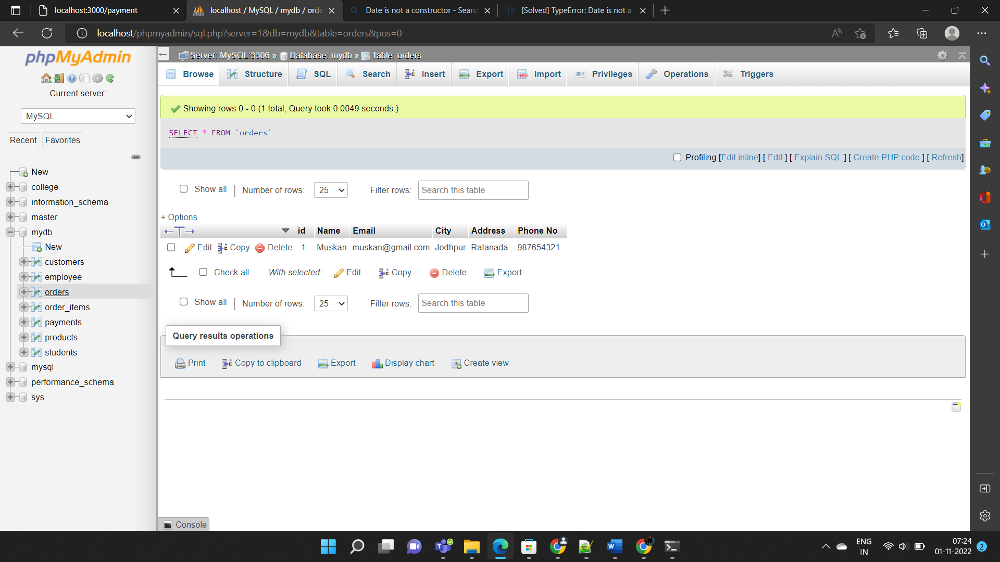 localhost:3000/payment
localhost / MySQL / mydb / orde
Date is not a constructor - Searc
[Solved] TypeError: Date is not a
localhost/phpmyadmin/sql.php?server=1&db=mydb&table=orders&pos=0
phpMyAdmin
Current server:
MySQL
Recent Favorites
New
college
information_schema
master
mydb
New
customers
employee
orders
order_items
payments
products
students
mysql
performance_schema
sys
Server: MySQL:3306 » Database: mydb » Table: orders
Browse Structure SQL Search Insert Export Import Privileges Operations Triggers
Showing rows 0 - 0 (1 total, Query took 0.0049 seconds.)
SELECT * FROM `orders`
Profiling [Edit inline] [ Edit ] [ Explain SQL ] [ Create PHP code ] [ Refresh]
Show all | Number of rows: 25 Filter rows: Search this table
+ Options
←T→ id Name Email City Address Phone No
Edit Copy Delete 1 Muskan muskan@gmail.com Jodhpur Ratanada 987654321
Check all With selected: Edit Copy Delete Export
Show all | Number of rows: 25 Filter rows: Search this table
Query results operations
Print Copy to clipboard Export Display chart Create view
Console
ENG
IN
07:24
01-11-2022
2